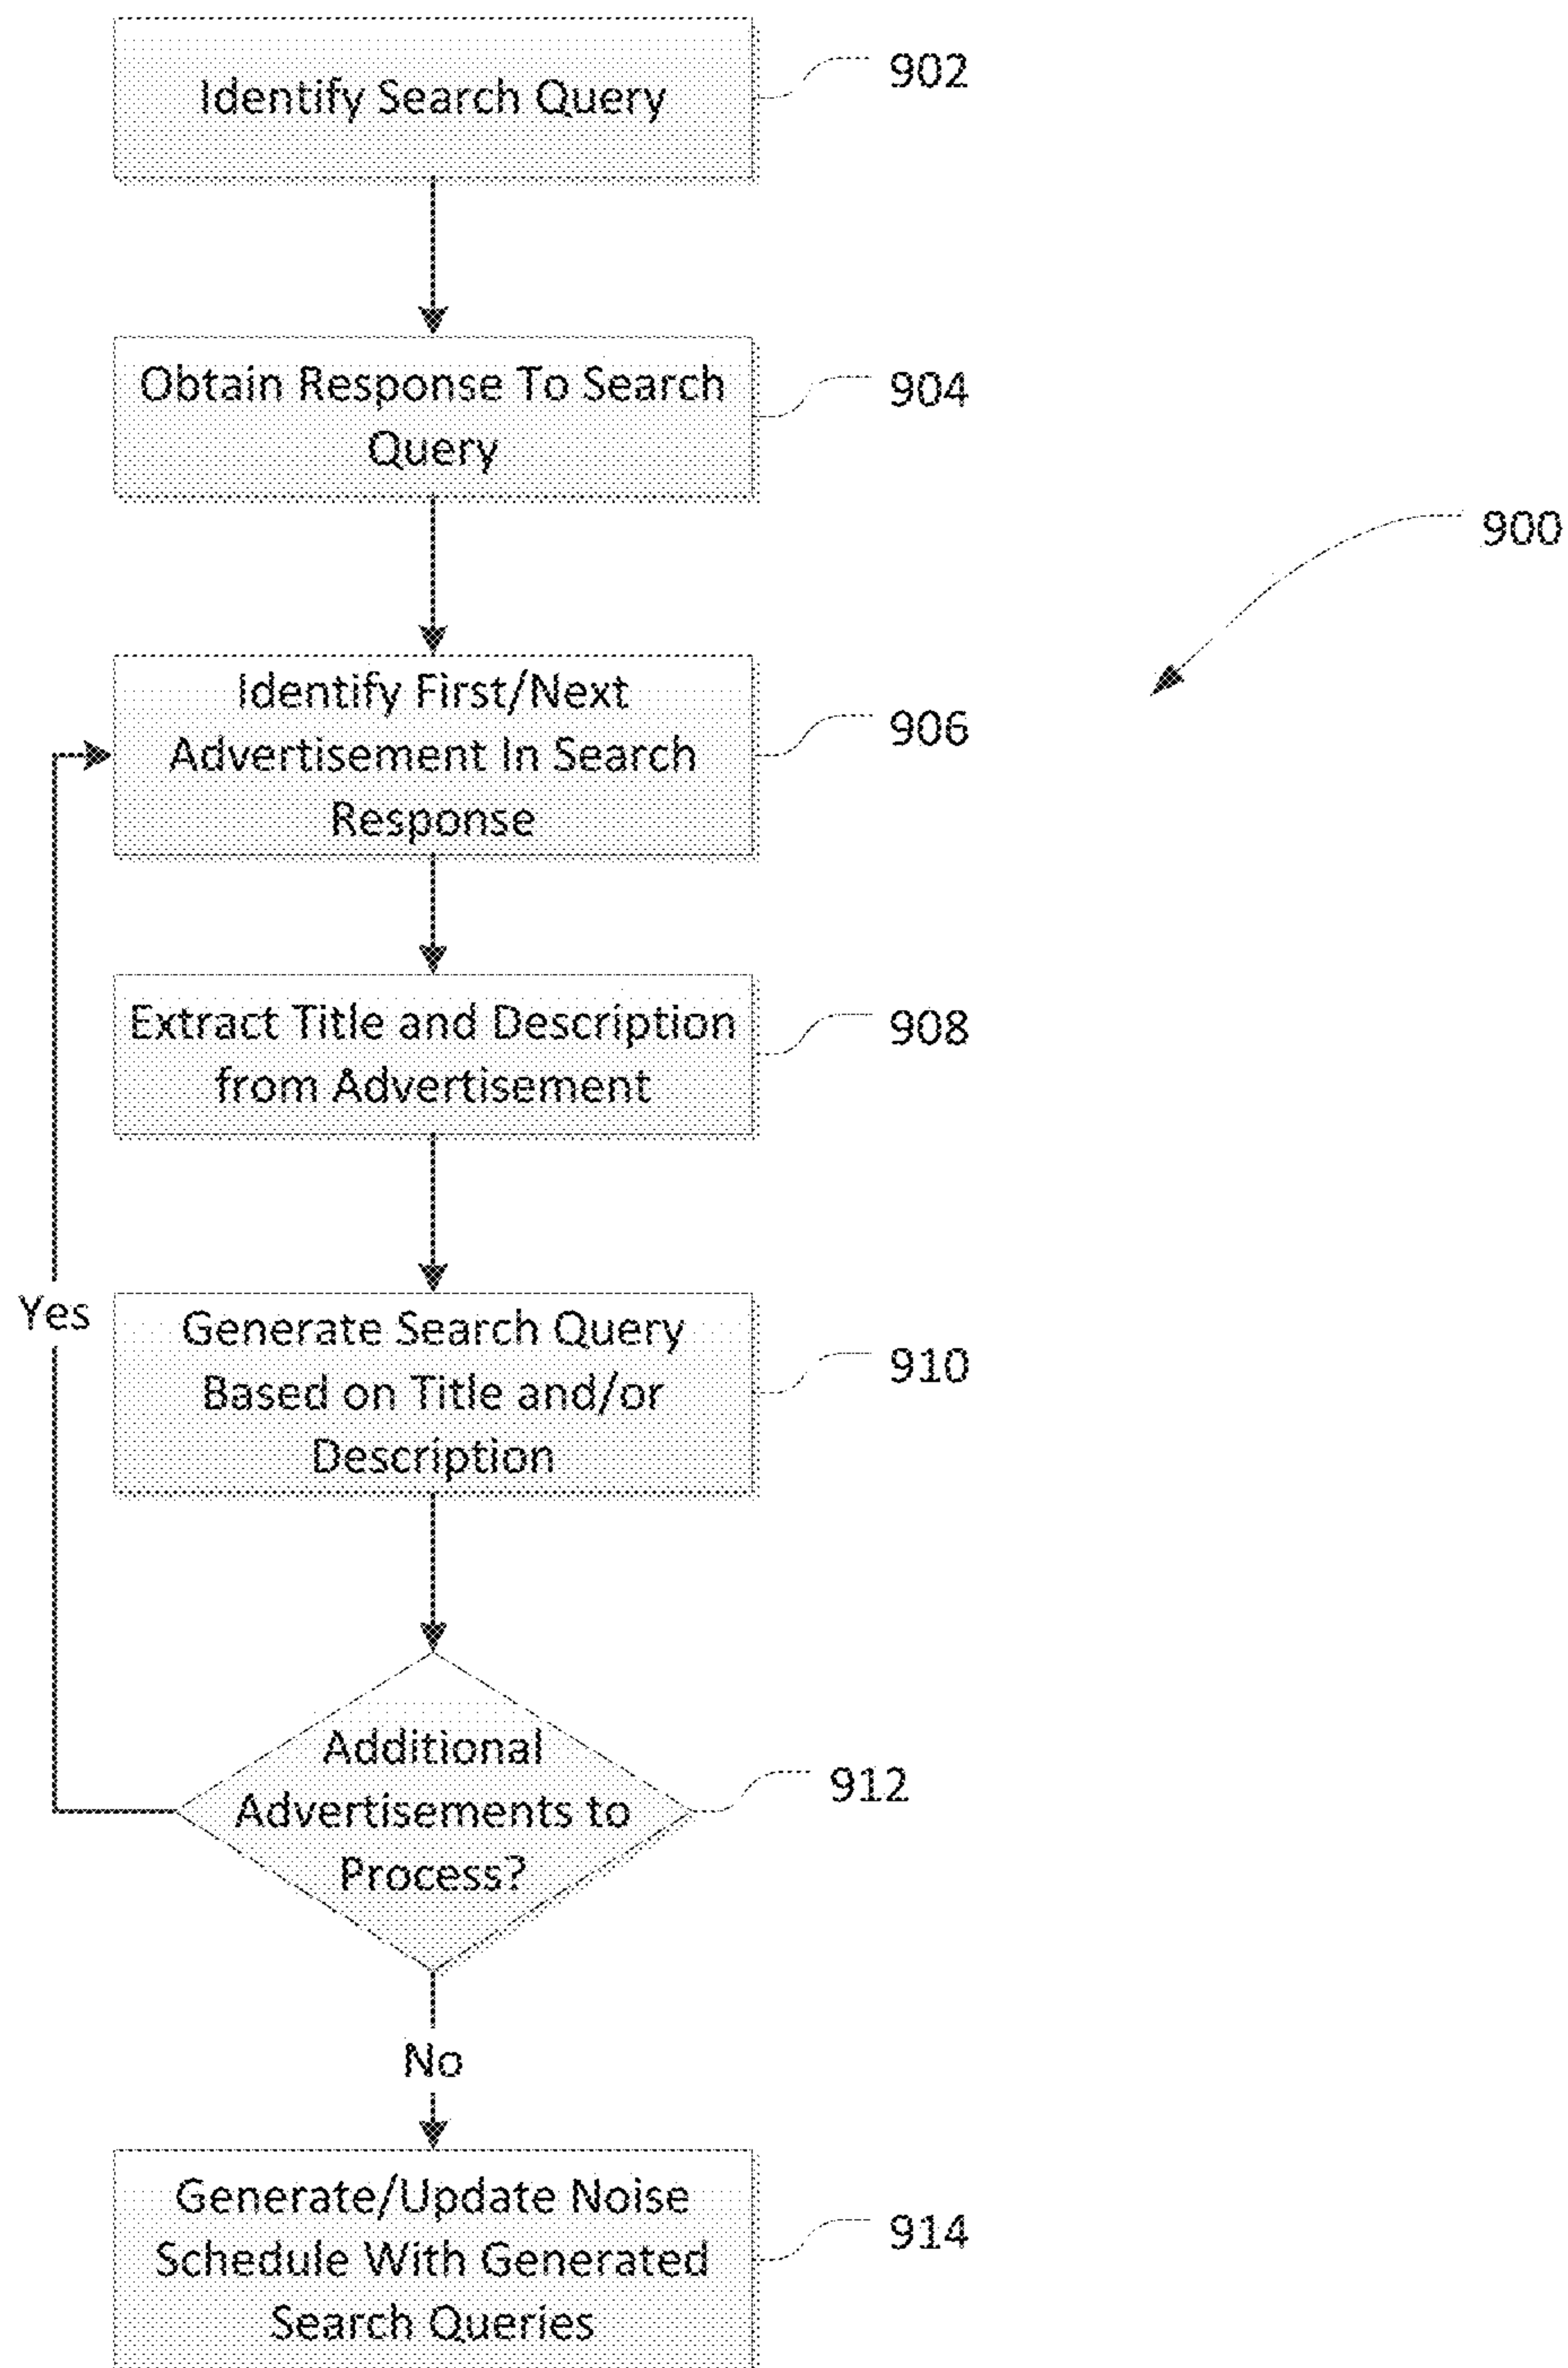 Identify Search Query
902
Obtain Response To Search
Query
904
900
Identify First/Next
Advertisement In Search
Response
906
Extract Title and Description
from Advertisement
908
Yes
Generate Search Query
Based on Title and/or
Description
910
Additional
Advertisements to
Process?
912
No
Generate/Update Noise
Schedule With Generated
Search Queries
914